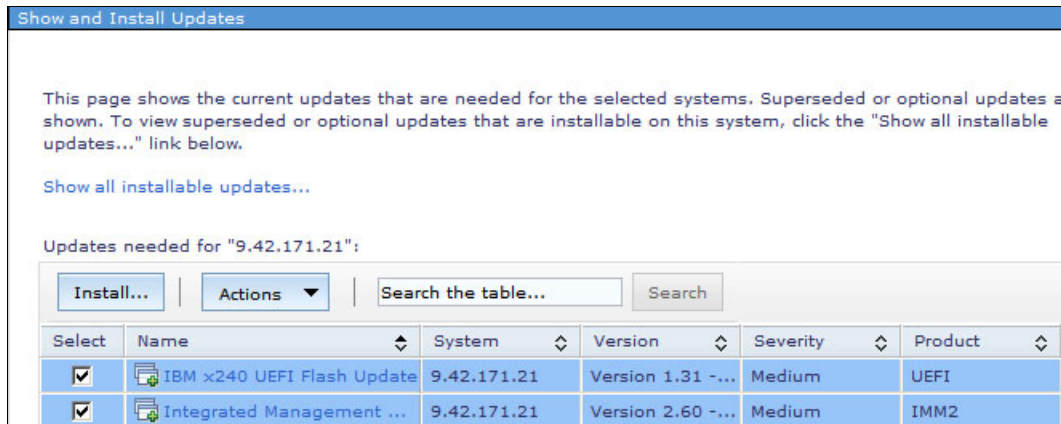 Show and Install Updates
This page shows the current updates that are needed for the selected systems. Superseded or optional updates a
shown. To view superseded or optional updates that are installable on this system, click the "Show all installable
updates..." link below.
Show all installable updates...
Updates needed for "9.42.171.21":
Install... Actions Search the table... Search
Select Name System Version Severity Product
IBM x240 UEFI Flash Update 9.42.171.21 Version 1.31 -... Medium UEFI
Integrated Management ... 9.42.171.21 Version 2.60 -... Medium IMM2